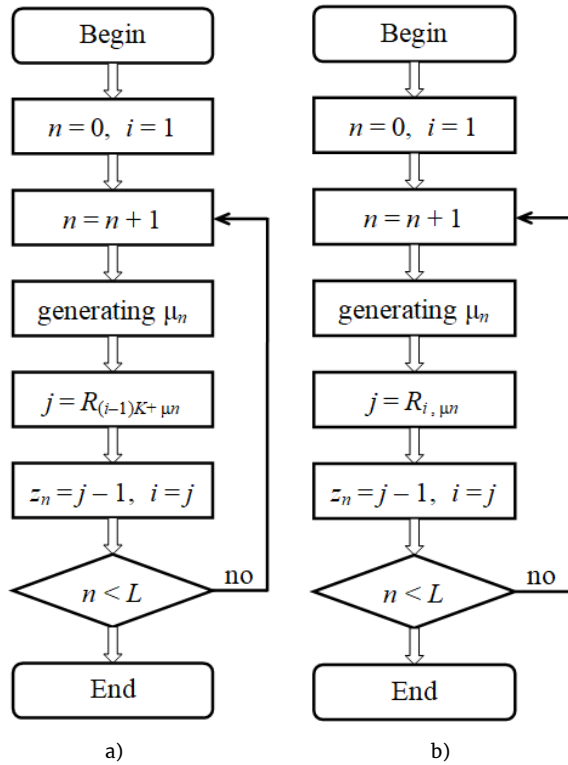 Begin
n = 0, i = 1
n = n + 1
generating μₙ
j = R₍ᵢ₋₁₎K+ μn
zₙ = j – 1, i = j
n < L
no
End
a)
Begin
n = 0, i = 1
n = n + 1
generating μₙ
j = Rᵢ , μn
zₙ = j – 1, i = j
n < L
no
End
b)